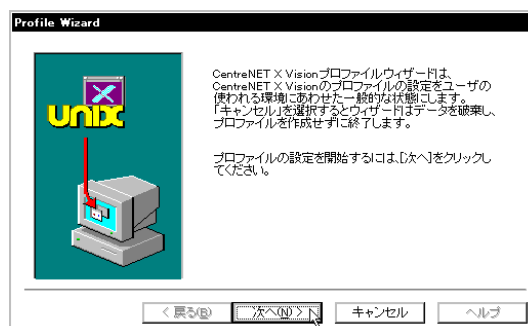 Profile Wizard
UNIX
CentreNET X Visionプロファイルウィザードは、
CentreNET X Visionのプロファイルの設定をユーザの
使われる環境にあわせた一般的な状態にします。
「キャンセル」を選択するとウィザードはデータを破棄し、
プロファイルを作成せずに終了します。
プロファイルの設定を開始するには、[次へ]をクリックし
てください。
< 戻る(B) 次へ(N) > キャンセル ヘルプ